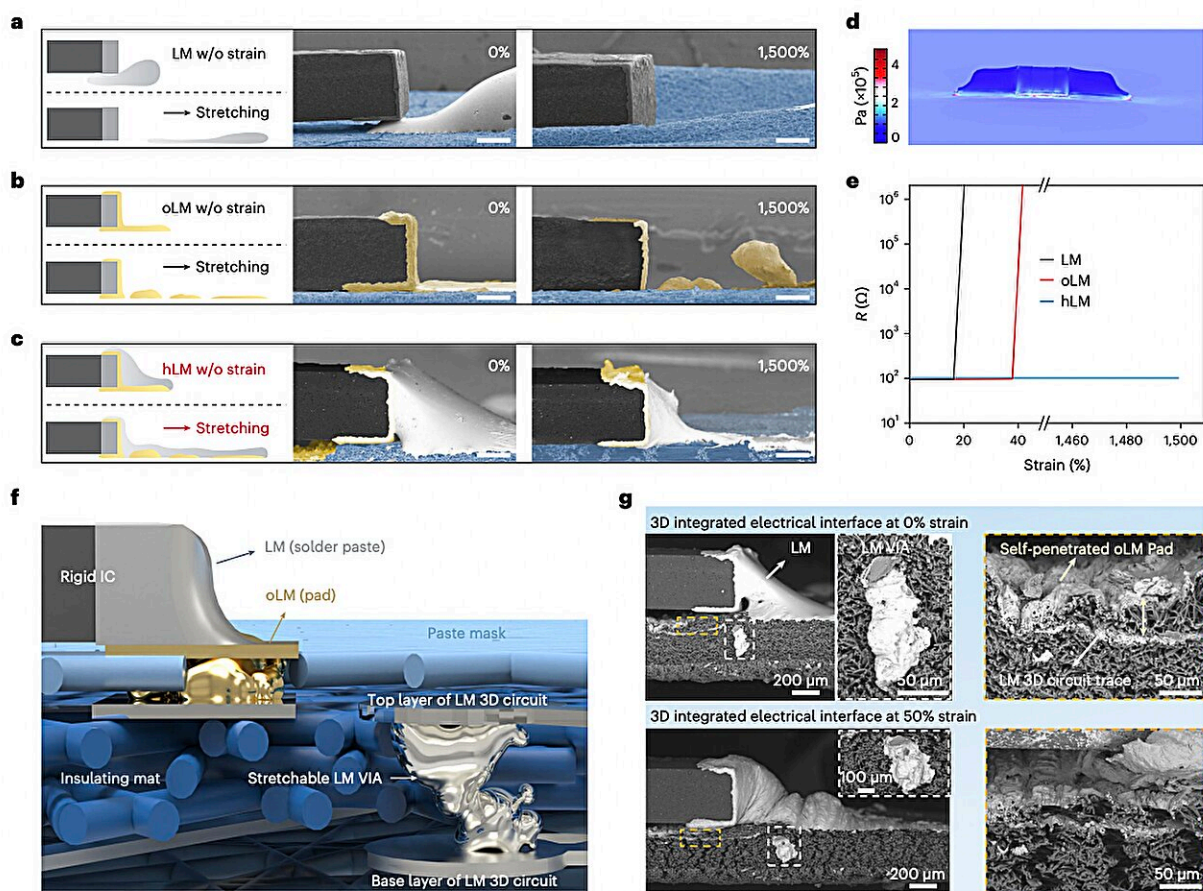 a
LM w/o strain
Stretching
0%
1,500%
b
oLM w/o strain
Stretching
0%
1,500%
c
hLM w/o strain
Stretching
0%
1,500%
d
Pa (×10⁵)
4
2
0
e
R (Ω)
10⁶
10⁵
10⁴
10³
10²
10¹
LM
oLM
hLM
0 20 40 1,460 1,480 1,500
Strain (%)
f
LM (solder paste)
Rigid IC
oLM (pad)
Paste mask
Top layer of LM 3D circuit
Insulating mat
Stretchable LM VIA
Base layer of LM 3D circuit
g
3D integrated electrical interface at 0% strain
LM
200 µm
LM VIA
50 µm
Self-penetrated oLM Pad
LM 3D circuit trace
50 µm
3D integrated electrical interface at 50% strain
100 µm
200 µm
50 µm